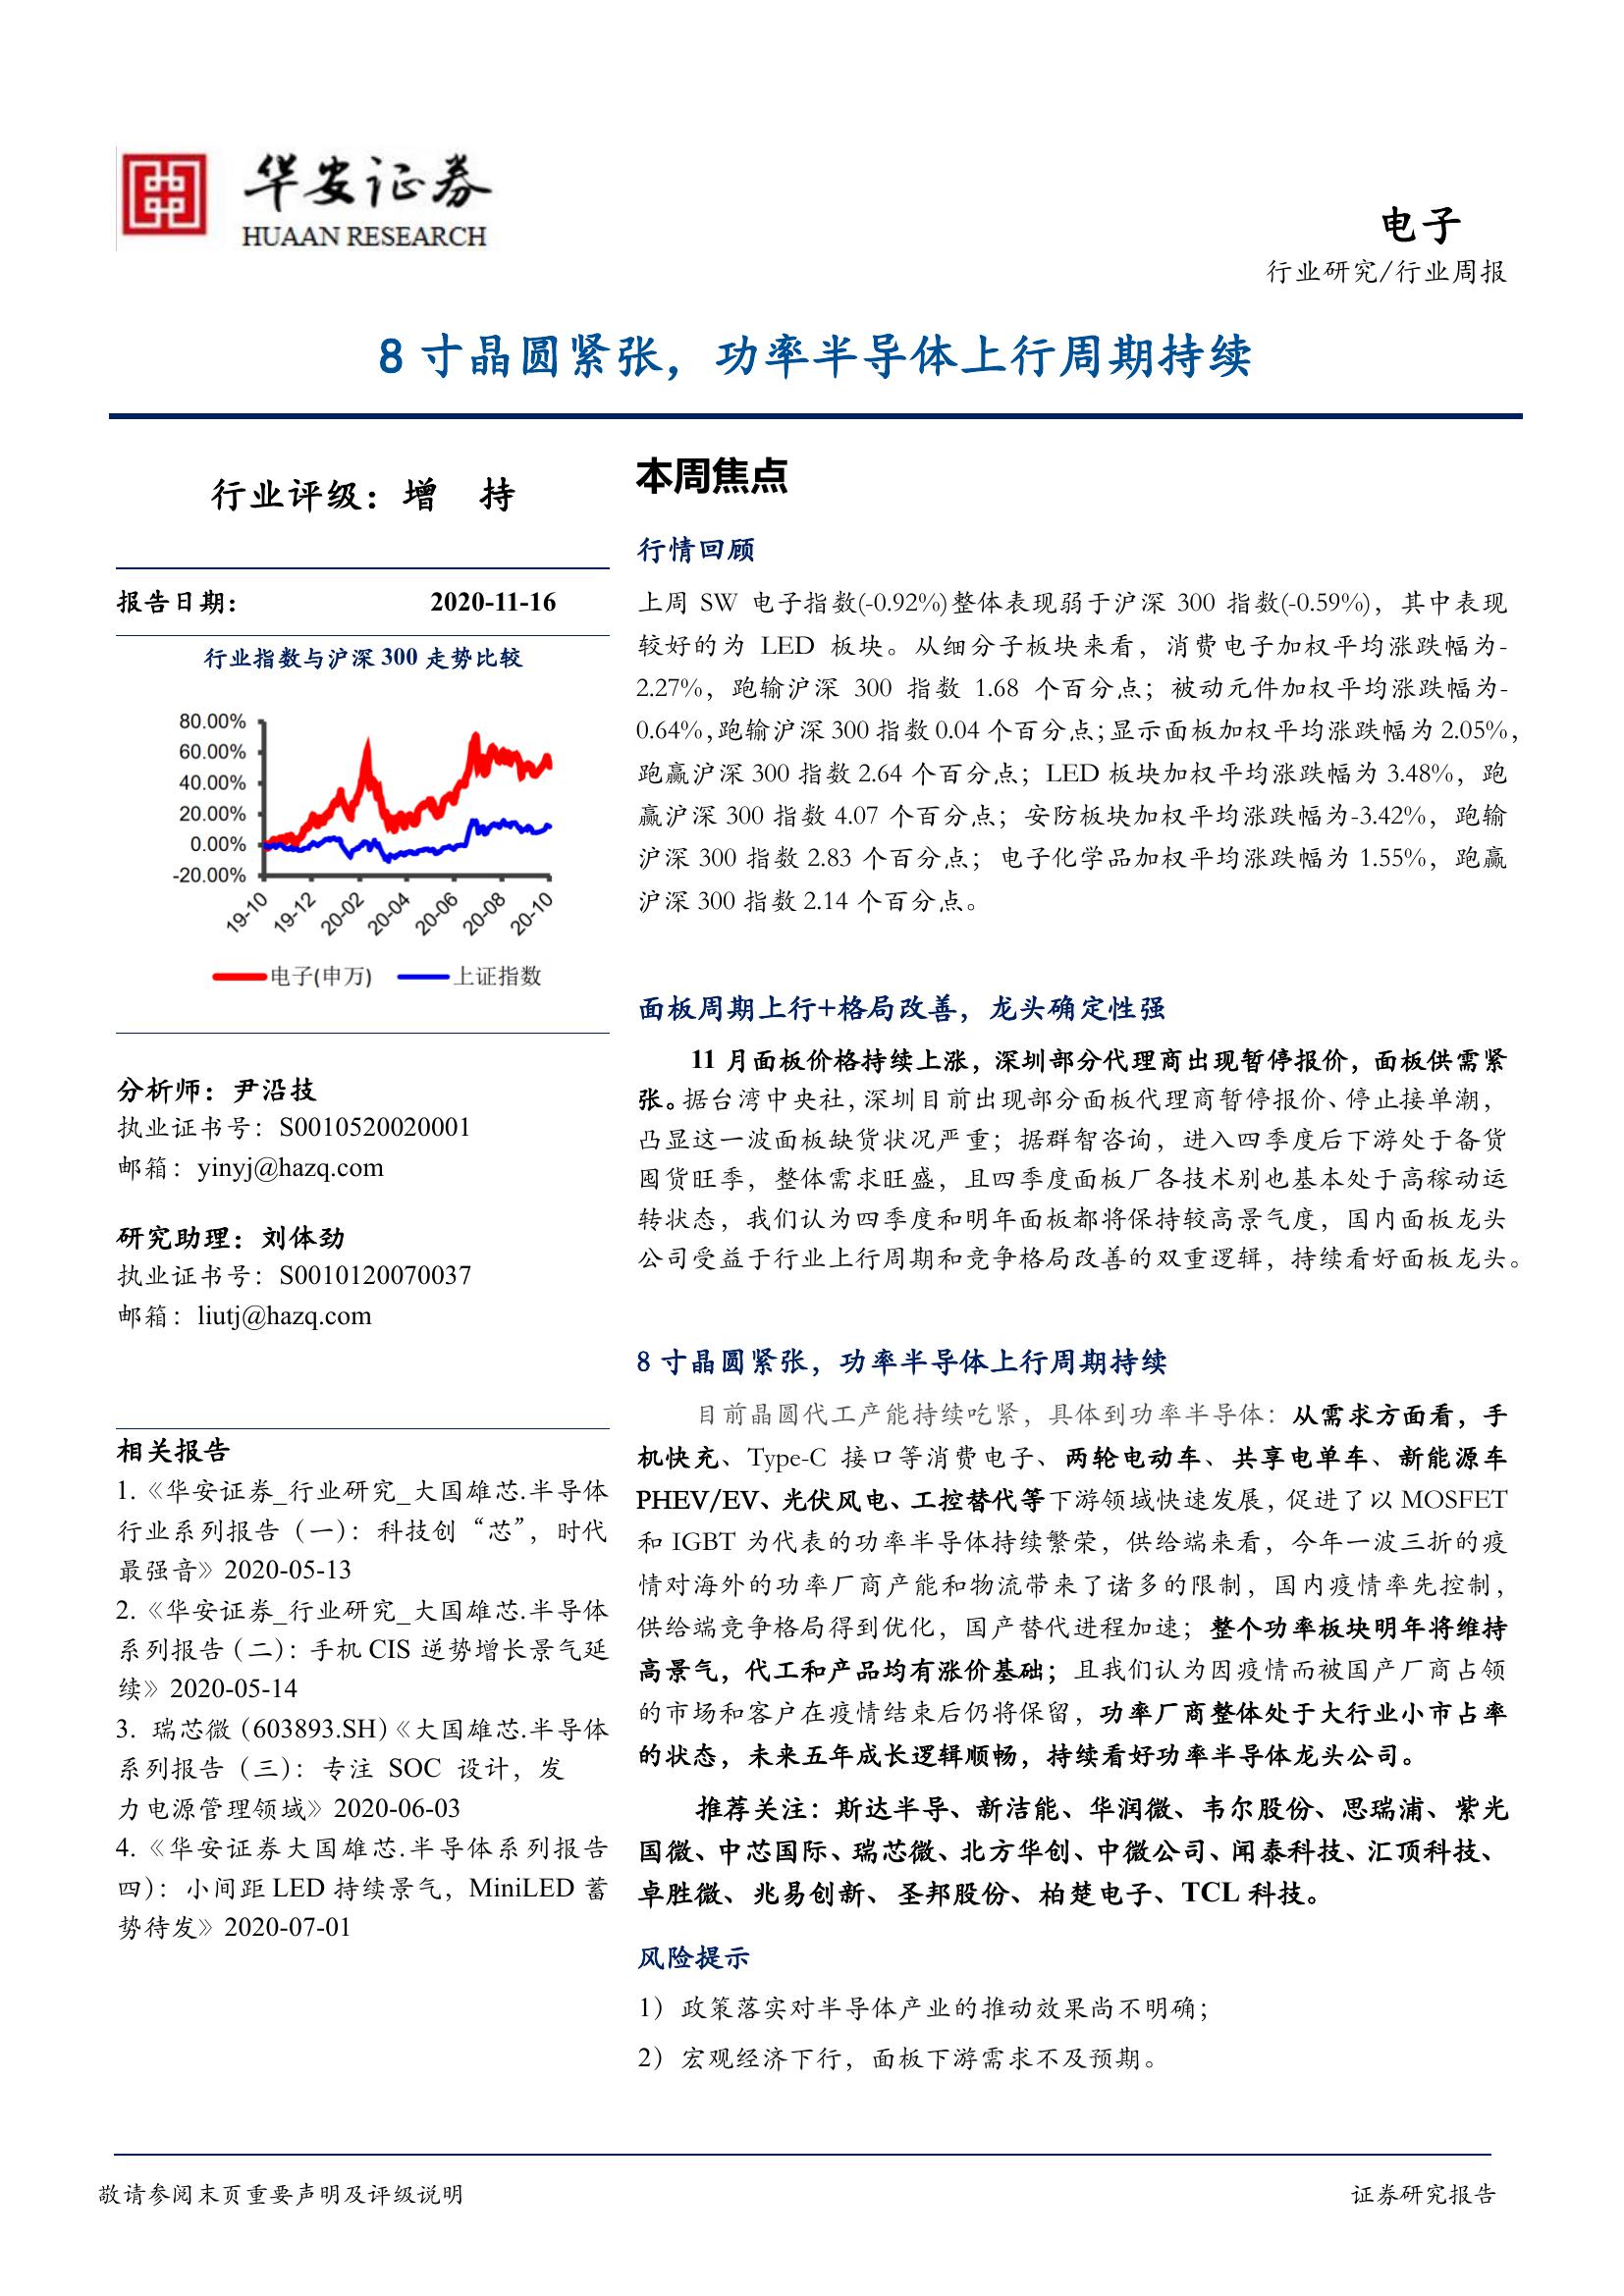 华安证券
HUAAN RESEARCH
电子
行业研究/行业周报
8 寸晶圆紧张，功率半导体上行周期持续
行业评级：增 持
报告日期： 2020-11-16
行业指数与沪深 300 走势比较
80.00%
60.00%
40.00%
20.00%
0.00%
-20.00%
19-10 19-12 20-02 20-04 20-06 20-08 20-10
电子(申万) 上证指数
分析师：尹沿技
执业证书号：S0010520020001
邮箱：yinyj@hazq.com
研究助理：刘体劲
执业证书号：S0010120070037
邮箱：liutj@hazq.com
相关报告
1.《华安证券_行业研究_大国雄芯.半导体
行业系列报告（一）：科技创“芯”，时代
最强音》2020-05-13
2.《华安证券_行业研究_大国雄芯.半导体
系列报告（二）：手机 CIS 逆势增长景气延
续》2020-05-14
3. 瑞芯微（603893.SH）《大国雄芯.半导体
系列报告（三）：专注 SOC 设计，发
力电源管理领域》2020-06-03
4.《华安证券大国雄芯.半导体系列报告
四）：小间距 LED 持续景气，MiniLED 蓄
势待发》2020-07-01
本周焦点
行情回顾
上周 SW 电子指数(-0.92%)整体表现弱于沪深 300 指数(-0.59%)，其中表现
较好的为 LED 板块。从细分子板块来看，消费电子加权平均涨跌幅为-
2.27%，跑输沪深 300 指数 1.68 个百分点；被动元件加权平均涨跌幅为-
0.64%，跑输沪深 300 指数 0.04 个百分点；显示面板加权平均涨跌幅为 2.05%，
跑赢沪深 300 指数 2.64 个百分点；LED 板块加权平均涨跌幅为 3.48%，跑
赢沪深 300 指数 4.07 个百分点；安防板块加权平均涨跌幅为-3.42%，跑输
沪深 300 指数 2.83 个百分点；电子化学品加权平均涨跌幅为 1.55%，跑赢
沪深 300 指数 2.14 个百分点。
面板周期上行+格局改善，龙头确定性强
11 月面板价格持续上涨，深圳部分代理商出现暂停报价，面板供需紧
张。据台湾中央社，深圳目前出现部分面板代理商暂停报价、停止接单潮，
凸显这一波面板缺货状况严重；据群智咨询，进入四季度后下游处于备货
囤货旺季，整体需求旺盛，且四季度面板厂各技术别也基本处于高稼动运
转状态，我们认为四季度和明年面板都将保持较高景气度，国内面板龙头
公司受益于行业上行周期和竞争格局改善的双重逻辑，持续看好面板龙头。
8 寸晶圆紧张，功率半导体上行周期持续
目前晶圆代工产能持续吃紧，具体到功率半导体：从需求方面看，手
机快充、Type-C 接口等消费电子、两轮电动车、共享电单车、新能源车
PHEV/EV、光伏风电、工控替代等下游领域快速发展，促进了以 MOSFET
和 IGBT 为代表的功率半导体持续繁荣，供给端来看，今年一波三折的疫
情对海外的功率厂商产能和物流带来了诸多的限制，国内疫情率先控制，
供给端竞争格局得到优化，国产替代进程加速；整个功率板块明年将维持
高景气，代工和产品均有涨价基础；且我们认为因疫情而被国产厂商占领
的市场和客户在疫情结束后仍将保留，功率厂商整体处于大行业小市占率
的状态，未来五年成长逻辑顺畅，持续看好功率半导体龙头公司。
推荐关注：斯达半导、新洁能、华润微、韦尔股份、思瑞浦、紫光
国微、中芯国际、瑞芯微、北方华创、中微公司、闻泰科技、汇顶科技、
卓胜微、兆易创新、圣邦股份、柏楚电子、TCL 科技。
风险提示
1）政策落实对半导体产业的推动效果尚不明确；
2）宏观经济下行，面板下游需求不及预期。
敬请参阅末页重要声明及评级说明 证券研究报告